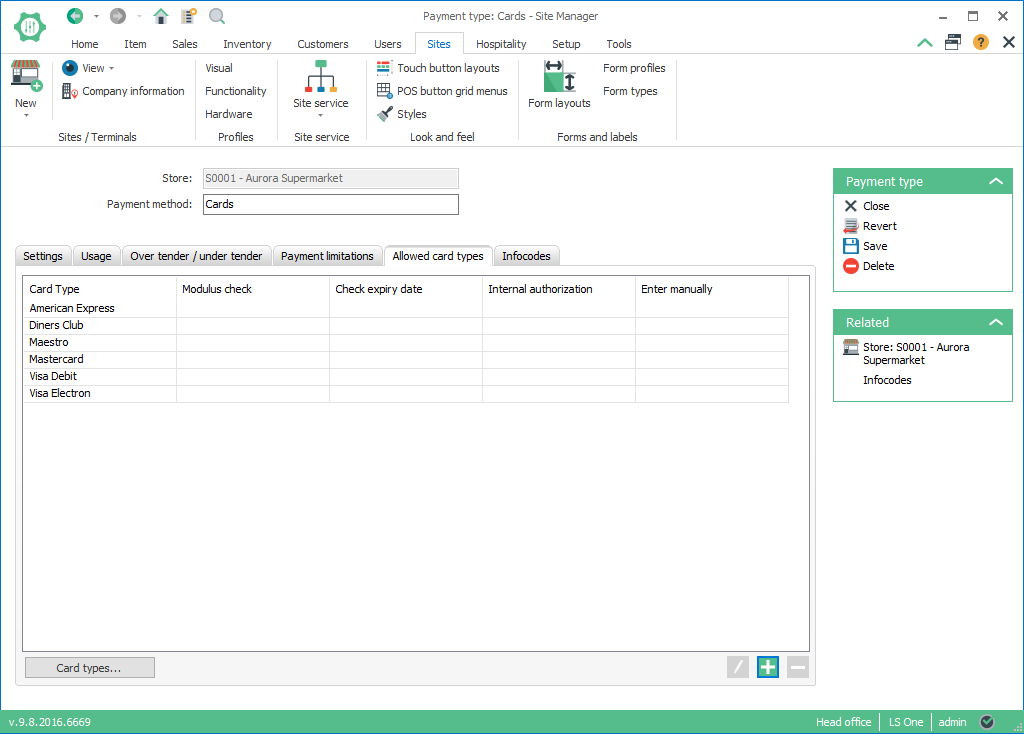 Payment type: Cards - Site Manager
Home Item Sales Inventory Customers Users Sites Hospitality Setup Tools
New
View
Company information
Sites / Terminals
Visual
Functionality
Hardware
Profiles
Site service
Site service
Touch button layouts
POS button grid menus
Styles
Look and feel
Form layouts
Form profiles
Form types
Forms and labels
Store: S0001 - Aurora Supermarket
Payment method: Cards
Settings Usage Over tender / under tender Payment limitations Allowed card types Infocodes
Card Type Modulus check Check expiry date Internal authorization Enter manually
American Express
Diners Club
Maestro
Mastercard
Visa Debit
Visa Electron
Card types...
Payment type
Close
Revert
Save
Delete
Related
Store: S0001 - Aurora
Supermarket
Infocodes
v.9.8.2016.6669
Head office LS One admin